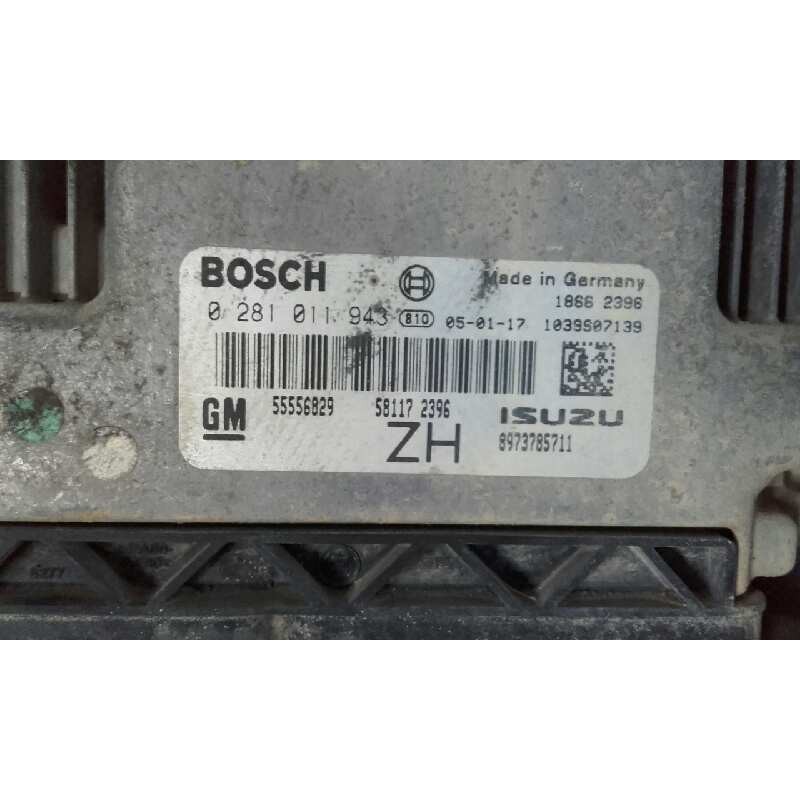 BOSCH Made in Germany
1866 2396
0 281 011 943 810 05-01-17 1039S07139
GM 55556829 581172 2396 ISUZU
ZH 8973785711